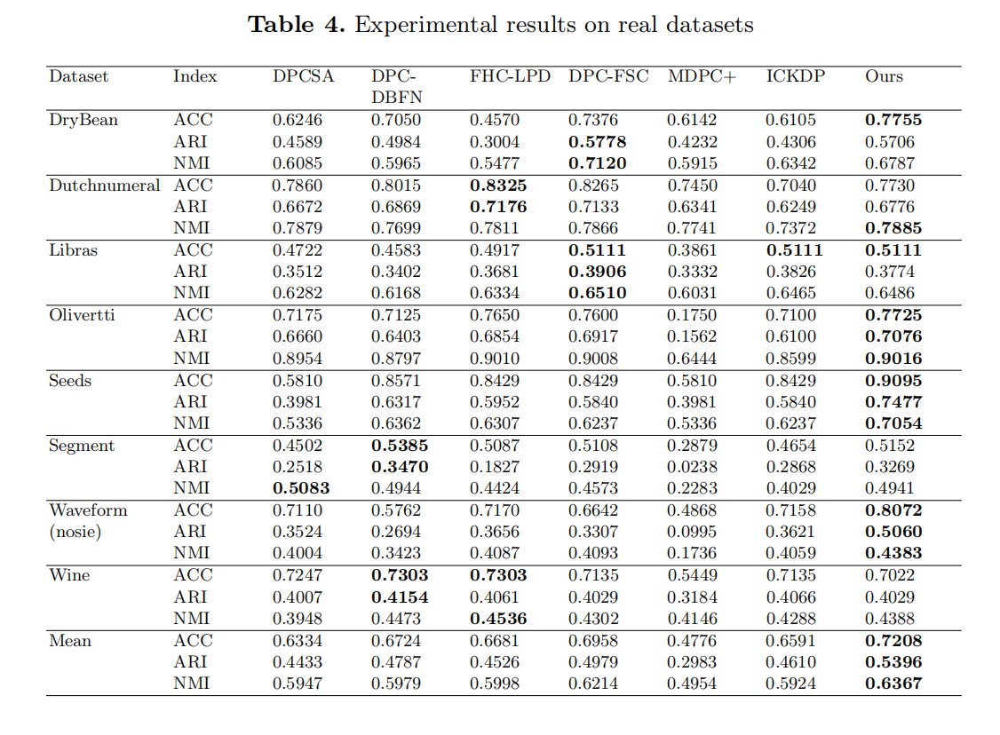 Table 4. Experimental results on real datasets
Dataset Index DPCSA DPC- FHC-LPD DPC-FSC MDPC+ ICKDP Ours
DBFN
DryBean ACC 0.6246 0.7050 0.4570 0.7376 0.6142 0.6105 0.7755
ARI 0.4589 0.4984 0.3004 0.5778 0.4232 0.4306 0.5706
NMI 0.6085 0.5965 0.5477 0.7120 0.5915 0.6342 0.6787
Dutchnumeral ACC 0.7860 0.8015 0.8325 0.8265 0.7450 0.7040 0.7730
ARI 0.6672 0.6869 0.7176 0.7133 0.6341 0.6249 0.6776
NMI 0.7879 0.7699 0.7811 0.7866 0.7741 0.7372 0.7885
Libras ACC 0.4722 0.4583 0.4917 0.5111 0.3861 0.5111 0.5111
ARI 0.3512 0.3402 0.3681 0.3906 0.3332 0.3826 0.3774
NMI 0.6282 0.6168 0.6334 0.6510 0.6031 0.6465 0.6486
Olivertti ACC 0.7175 0.7125 0.7650 0.7600 0.1750 0.7100 0.7725
ARI 0.6660 0.6403 0.6854 0.6917 0.1562 0.6100 0.7076
NMI 0.8954 0.8797 0.9010 0.9008 0.6444 0.8599 0.9016
Seeds ACC 0.5810 0.8571 0.8429 0.8429 0.5810 0.8429 0.9095
ARI 0.3981 0.6317 0.5952 0.5840 0.3981 0.5840 0.7477
NMI 0.5336 0.6362 0.6307 0.6237 0.5336 0.6237 0.7054
Segment ACC 0.4502 0.5385 0.5087 0.5108 0.2879 0.4654 0.5152
ARI 0.2518 0.3470 0.1827 0.2919 0.0238 0.2868 0.3269
NMI 0.5083 0.4944 0.4424 0.4573 0.2283 0.4029 0.4941
Waveform ACC 0.7110 0.5762 0.7170 0.6642 0.4868 0.7158 0.8072
(nosie) ARI 0.3524 0.2694 0.3656 0.3307 0.0995 0.3621 0.5060
NMI 0.4004 0.3423 0.4087 0.4093 0.1736 0.4059 0.4383
Wine ACC 0.7247 0.7303 0.7303 0.7135 0.5449 0.7135 0.7022
ARI 0.4007 0.4154 0.4061 0.4029 0.3184 0.4066 0.4029
NMI 0.3948 0.4473 0.4536 0.4302 0.4146 0.4288 0.4388
Mean ACC 0.6334 0.6724 0.6681 0.6958 0.4776 0.6591 0.7208
ARI 0.4433 0.4787 0.4526 0.4979 0.2983 0.4610 0.5396
NMI 0.5947 0.5979 0.5998 0.6214 0.4954 0.5924 0.6367